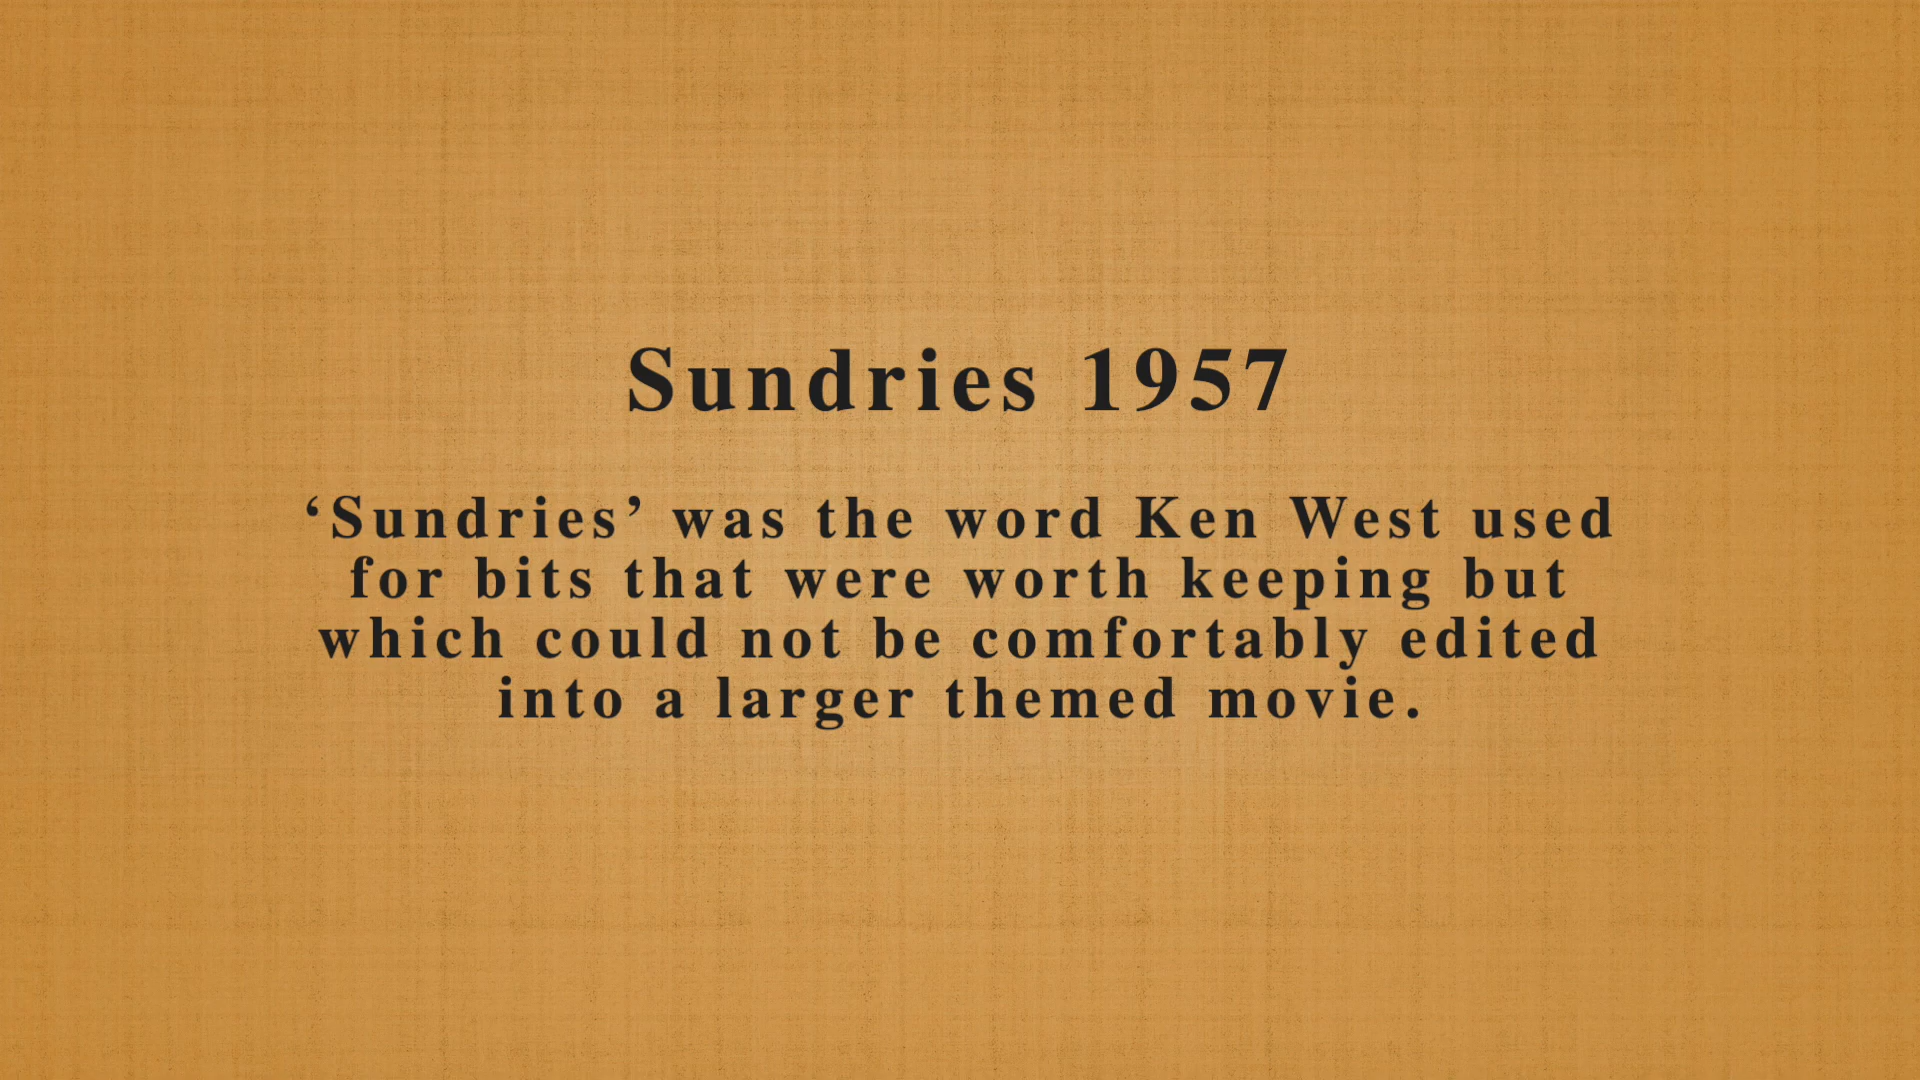 Sundries 1957
‘Sundries’ was the word Ken West used
for bits that were worth keeping but
which could not be comfortably edited
into a larger themed movie.